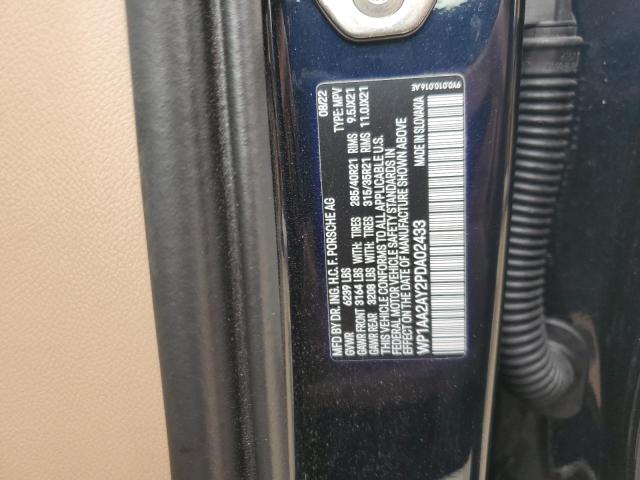 MFD BY DR. ING. H.C. F. PORSCHE AG 08/22
GVWR 6239 LBS TYPE: MPV
GAWR FRONT 3164 LBS WITH: TIRES 285/40R21 RIMS 9.5JX21
GAWR REAR 3208 LBS WITH: TIRES 315/35R21 RIMS 11.0JX21
THIS VEHICLE CONFORMS TO ALL APPLICABLE U.S.
FEDERAL MOTOR VEHICLE SAFETY STANDARDS IN
EFFECT ON THE DATE OF MANUFACTURE SHOWN ABOVE
WP1AA2AY2PDA02433 MADE IN SLOVAKIA
9Y0.010.016.AE